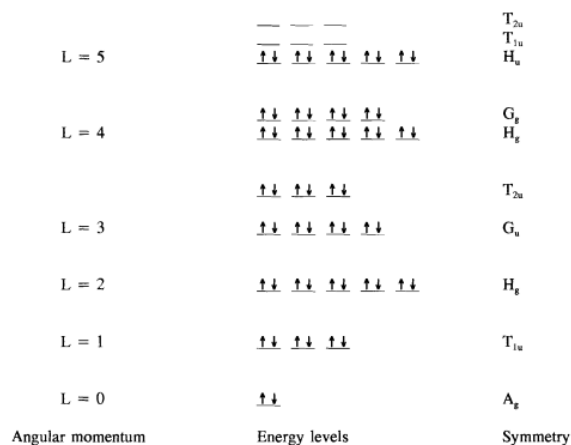 T2u
T1u
L = 5 Hu
Gg
L = 4 Hg
T2u
L = 3 Gu
L = 2 Hg
L = 1 T1u
L = 0 Ag
Angular momentum Energy levels Symmetry